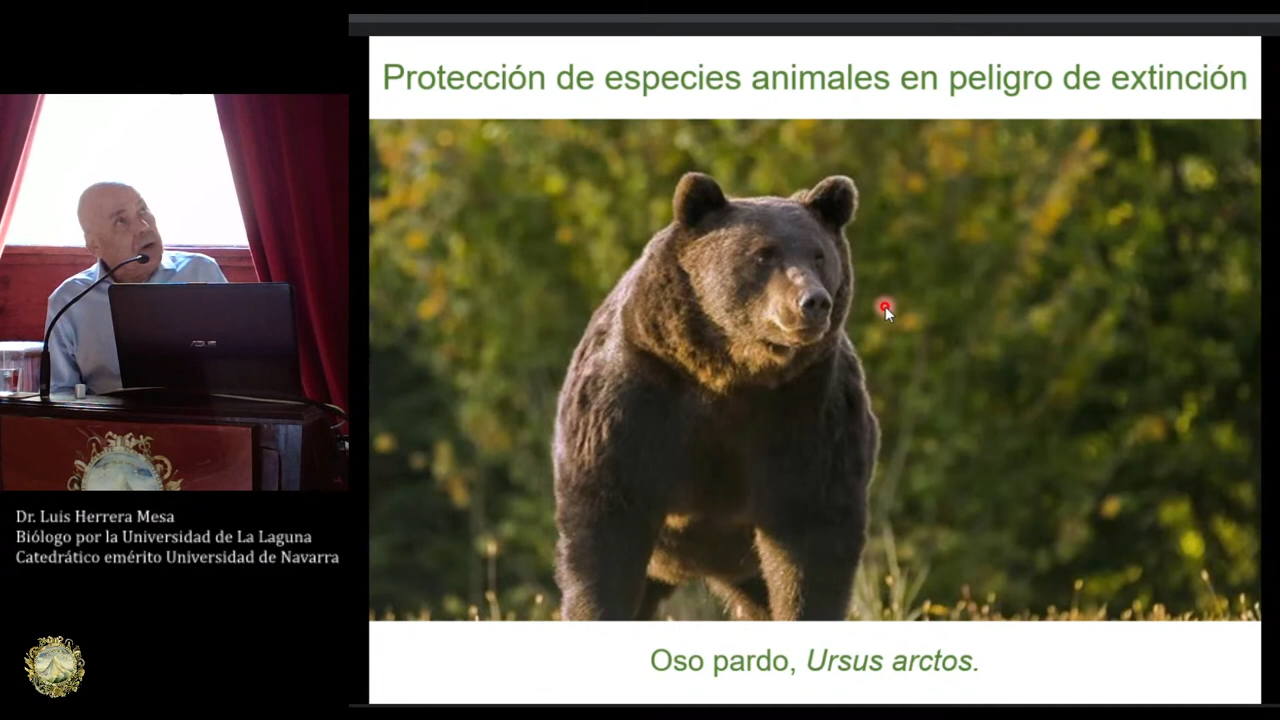 Protección de especies animales en peligro de extinción
ASUS
Dr. Luis Herrera Mesa
Biólogo por la Universidad de La Laguna
Catedrático emérito Universidad de Navarra
Oso pardo, Ursus arctos.